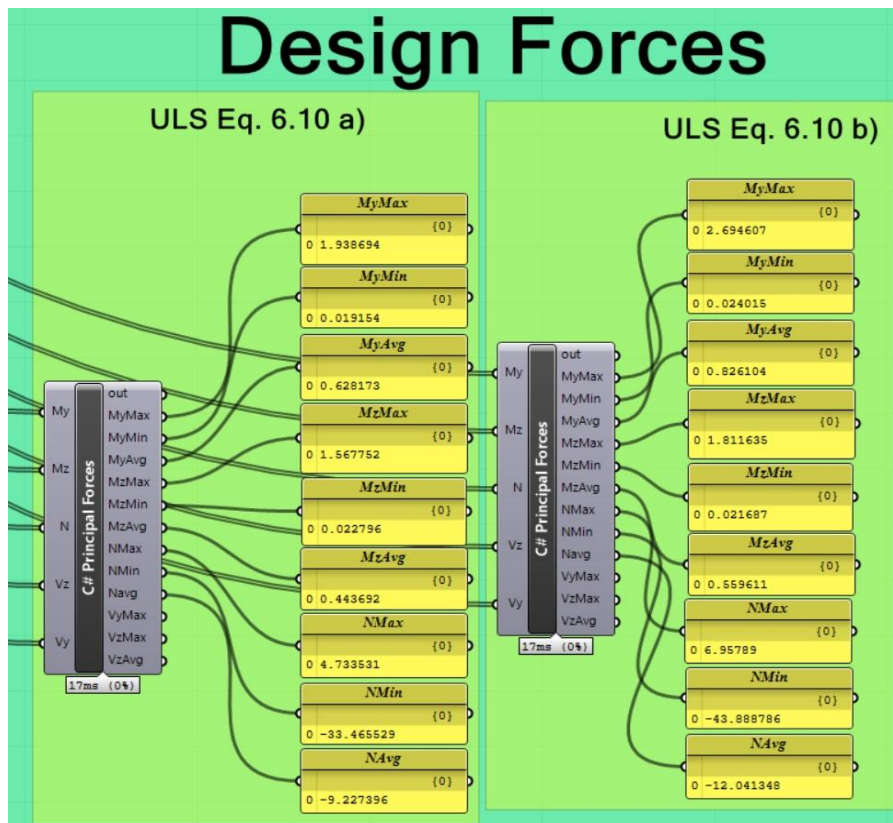 Design Forces
ULS Eq. 6.10 a)
My
Mz
N
Vz
Vy
C# Principal Forces
out
MyMax
MyMin
MyAvg
MzMax
MzMin
MzAvg
NMax
NMin
Navg
VyMax
VzMax
VzAvg
17ms (0%)
MyMax
{0}
0 1.938694
MyMin
{0}
0 0.019154
MyAvg
{0}
0 0.628173
MzMax
{0}
0 1.567752
MzMin
{0}
0 0.022796
MzAvg
{0}
0 0.443692
NMax
{0}
0 4.733531
NMin
{0}
0 -33.465529
NAvg
{0}
0 -9.227396
ULS Eq. 6.10 b)
My
Mz
N
Vz
Vy
C# Principal Forces
out
MyMax
MyMin
MyAvg
MzMax
MzMin
MzAvg
NMax
NMin
Navg
VyMax
VzMax
VzAvg
17ms (0%)
MyMax
{0}
0 2.694607
MyMin
{0}
0 0.024015
MyAvg
{0}
0 0.826104
MzMax
{0}
0 1.811635
MzMin
{0}
0 0.021687
MzAvg
{0}
0 0.559611
NMax
{0}
0 6.95789
NMin
{0}
0 -43.888786
NAvg
{0}
0 -12.041348